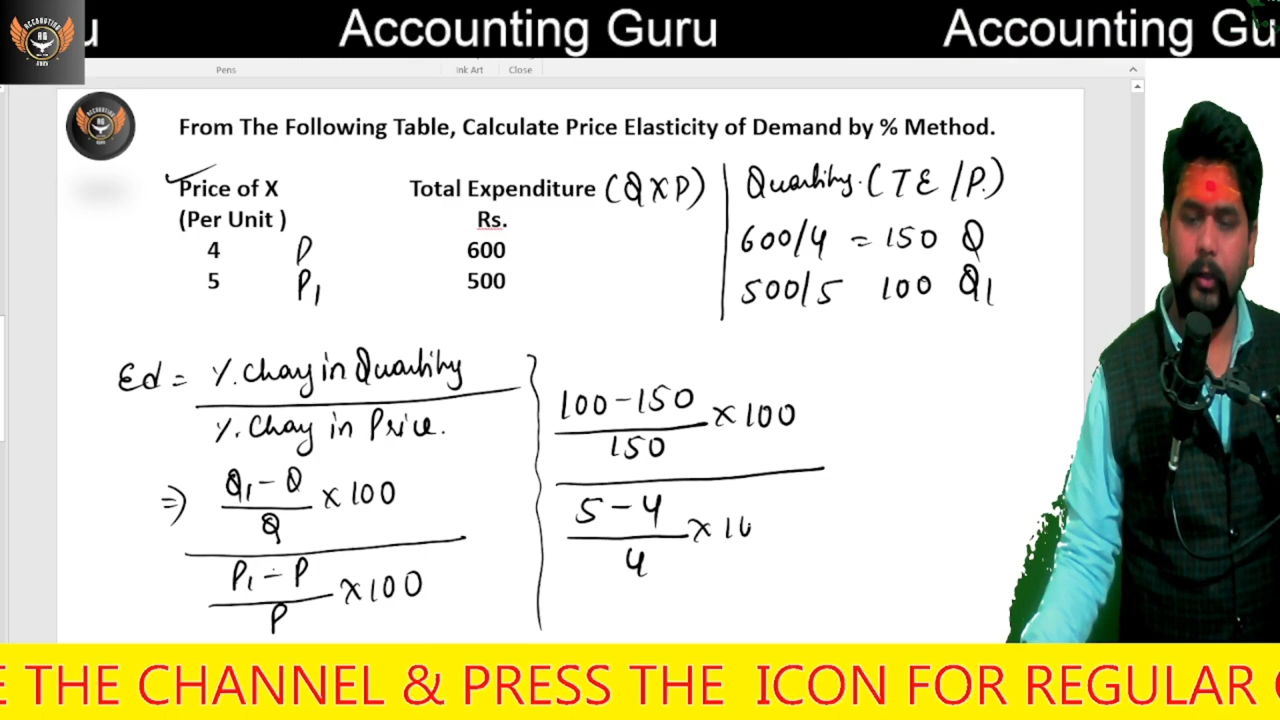 u Accounting Guru Accounting Gu
Pens Ink Art Close
From The Following Table, Calculate Price Elasticity of Demand by % Method.
Price of X Total Expenditure (Q X P) Quantity. (TE/P.)
(Per Unit ) Rs.
4 P 600 600/4 = 150 Q
5 P1 500 500/5 100 Q1
Ed = %. Chag in Quantity
%. Chag in Price.
100 - 150
x 100
150
5 - 4
x 10
4
=> Q1 - Q
x 100
Q
P1 - P
x 100
P
E THE CHANNEL & PRESS THE ICON FOR REGULAR